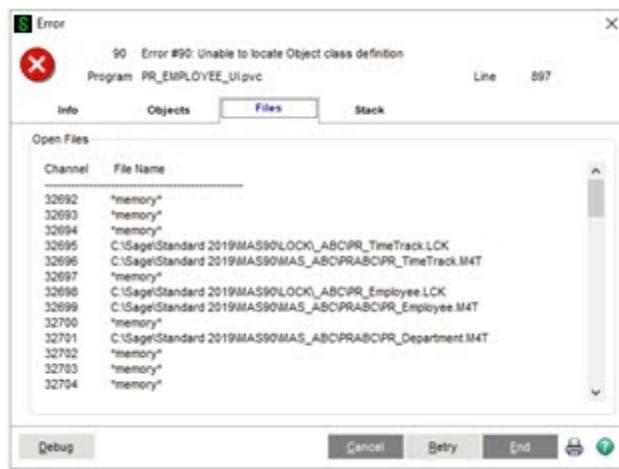 Error
90 Error #90: Unable to locate Object class definition
Program PR_EMPLOYEE_UI.pvc Line 897
Info Objects Files Stack
Open Files
Channel File Name
32692 *memory*
32693 *memory*
32694 *memory*
32695 C:\Sage\Standard 2019\MAS90\LOCK\_ABC\PR_TimeTrack.LCK
32696 C:\Sage\Standard 2019\MAS90\MAS_ABC\PRABC\PR_TimeTrack.M4T
32697 *memory*
32698 C:\Sage\Standard 2019\MAS90\LOCK\_ABC\PR_Employee.LCK
32699 C:\Sage\Standard 2019\MAS90\MAS_ABC\PRABC\PR_Employee.M4T
32700 *memory*
32701 C:\Sage\Standard 2019\MAS90\MAS_ABC\PRABC\PR_Department.M4T
32702 *memory*
32703 *memory*
32704 *memory*
Debug Cancel Retry End